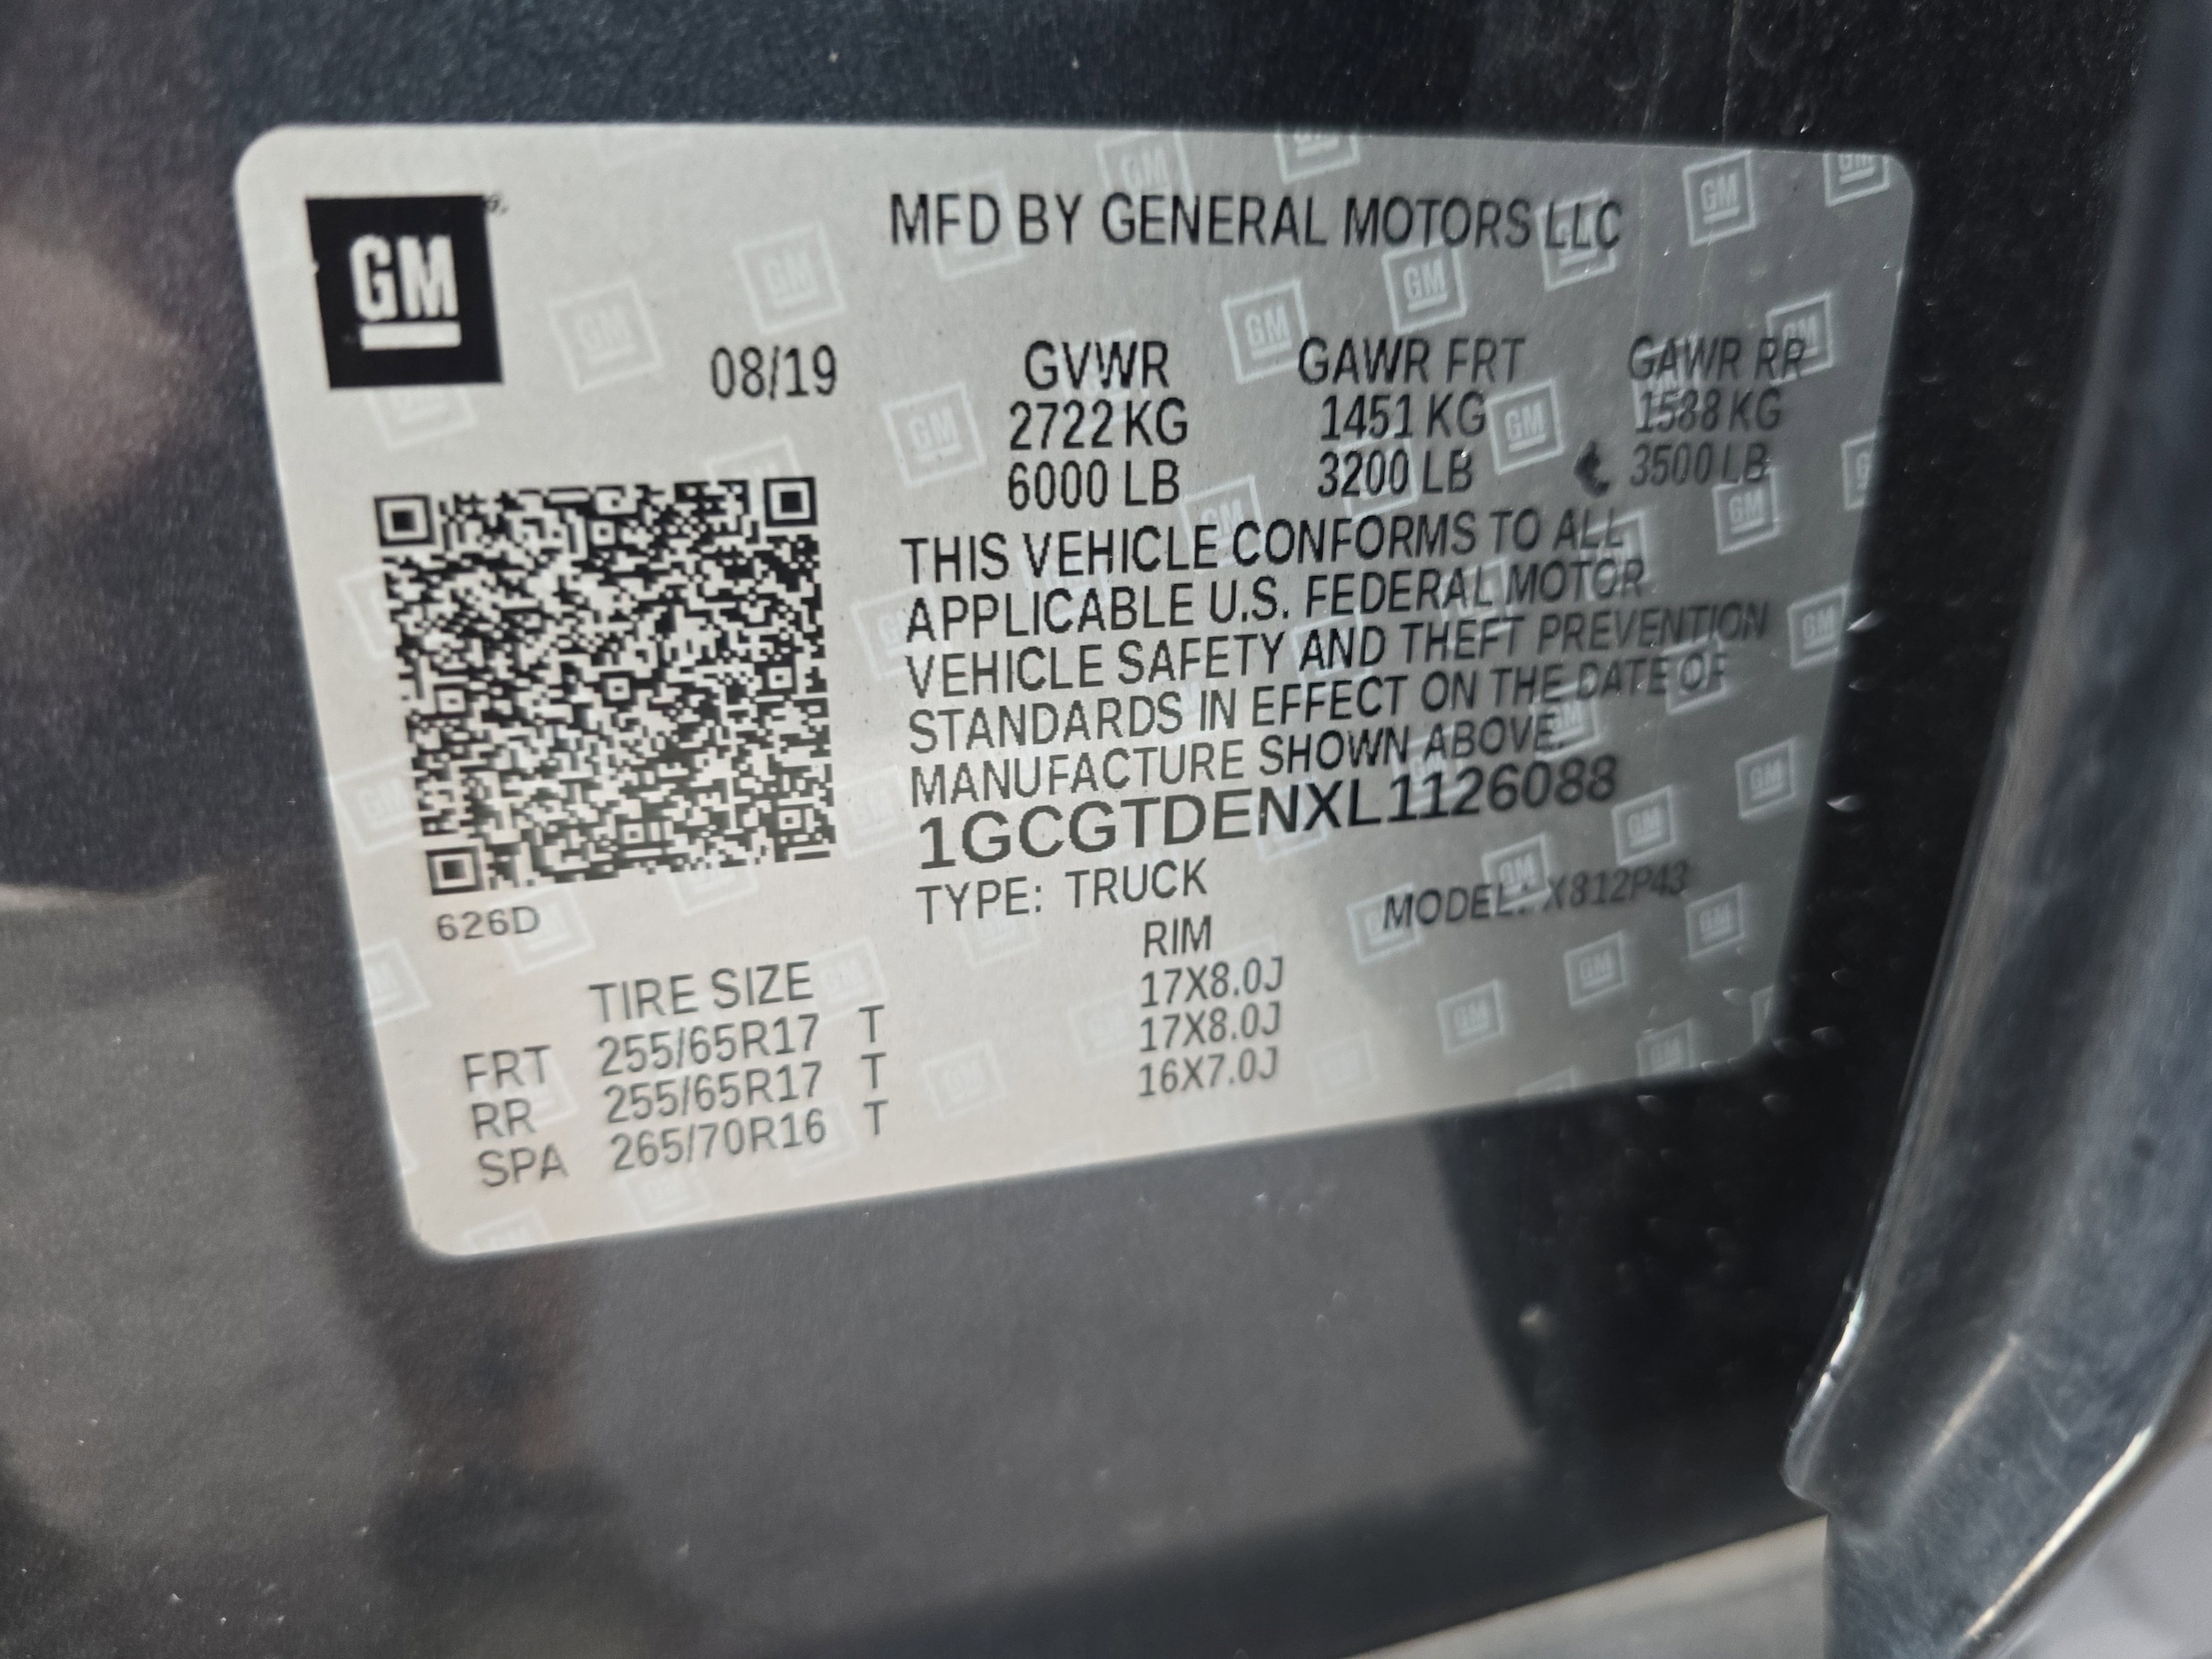 GM
MFD BY GENERAL MOTORS LLC
08/19 GVWR GAWR FRT GAWR RR
2722 KG 1451 KG 1588 KG
6000 LB 3200 LB 3500 LB
THIS VEHICLE CONFORMS TO ALL
APPLICABLE U.S. FEDERAL MOTOR
VEHICLE SAFETY AND THEFT PREVENTION
STANDARDS IN EFFECT ON THE DATE OF
MANUFACTURE SHOWN ABOVE.
1GCGTDENXL1126088
TYPE: TRUCK MODEL: X812P43
626D
TIRE SIZE RIM
FRT 255/65R17 T 17X8.0J
RR 255/65R17 T 17X8.0J
SPA 265/70R16 T 16X7.0J